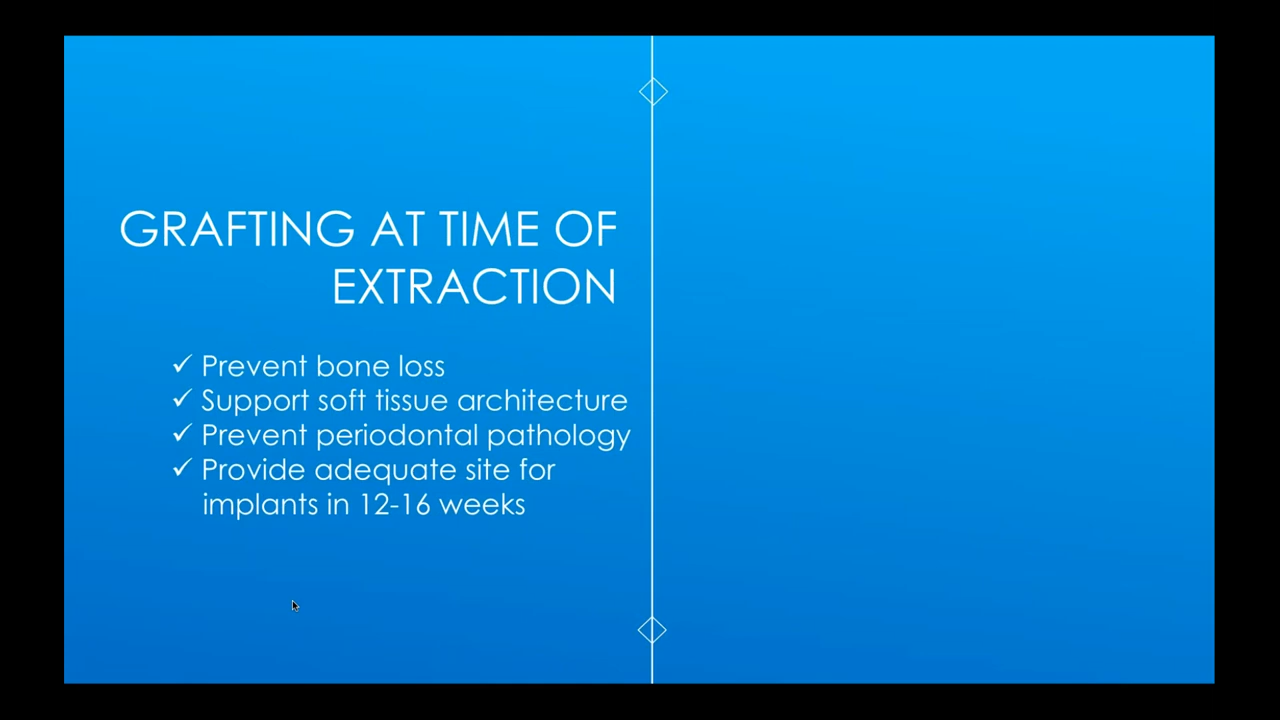 GRAFTING AT TIME OF
EXTRACTION
✓ Prevent bone loss
✓ Support soft tissue architecture
✓ Prevent periodontal pathology
✓ Provide adequate site for
implants in 12-16 weeks